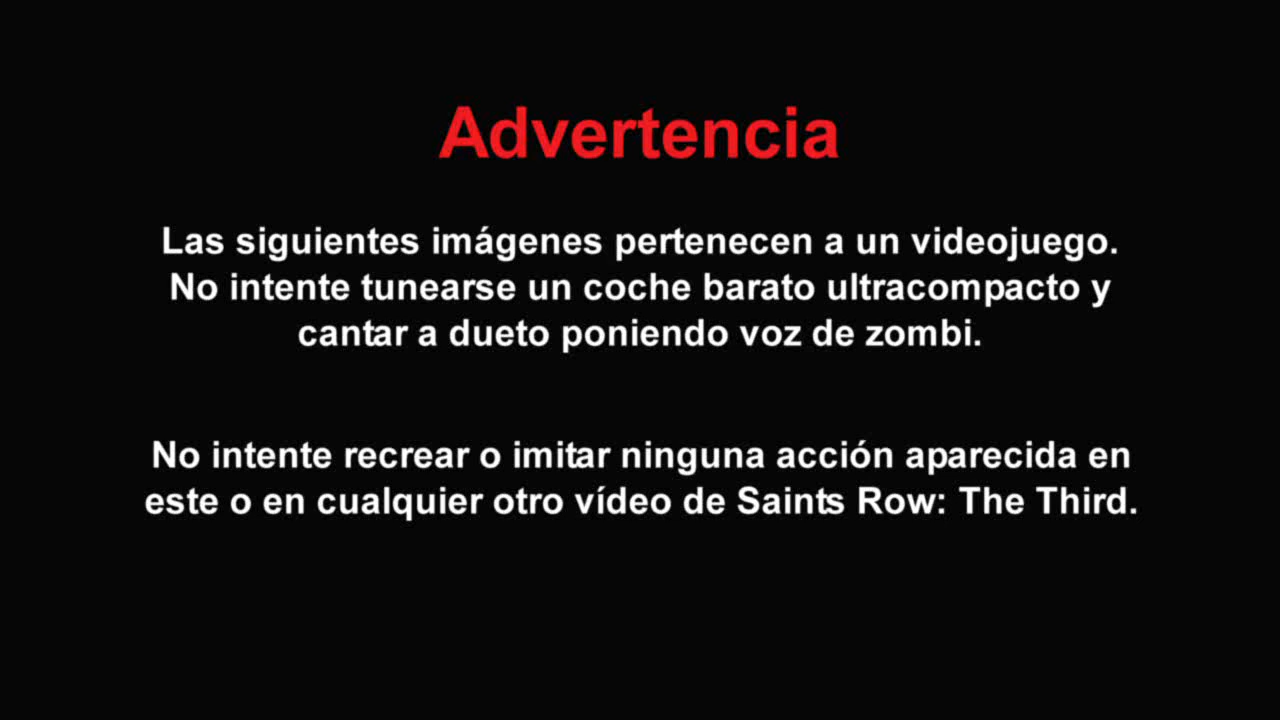 Advertencia
Las siguientes imágenes pertenecen a un videojuego.
No intente tunearse un coche barato ultracompacto y
cantar a dueto poniendo voz de zombi.
No intente recrear o imitar ninguna acción aparecida en
este o en cualquier otro vídeo de Saints Row: The Third.